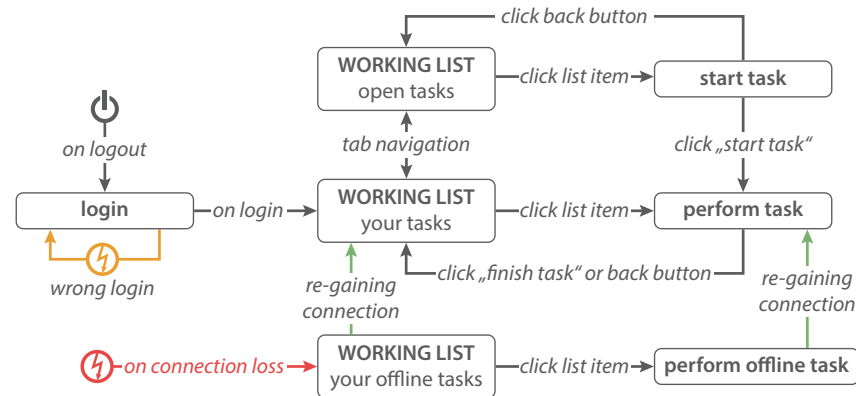 click back button
WORKING LIST
open tasks
click list item
start task
on logout
tab navigation
click „start task“
login
on login
WORKING LIST
your tasks
click list item
perform task
wrong login
re-gaining
connection
click „finish task“ or back button
re-gaining
connection
on connection loss
WORKING LIST
your offline tasks
click list item
perform offline task